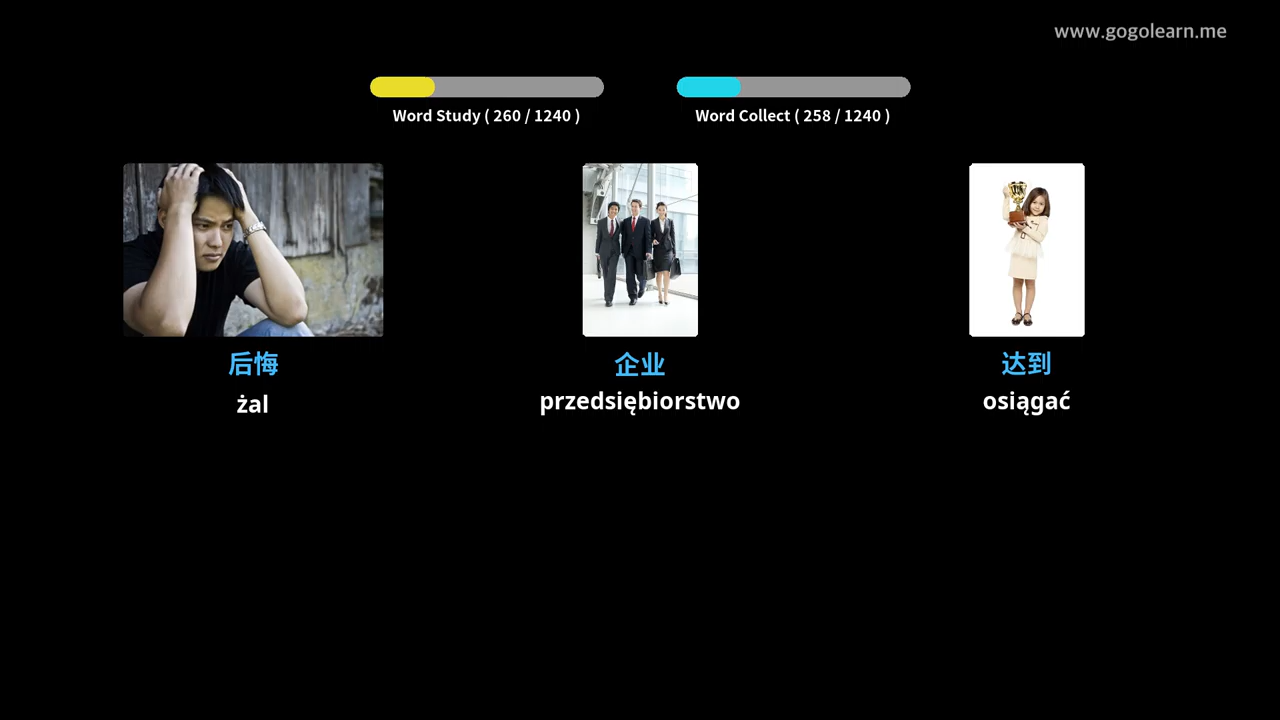 www.gogolearn.me
Word Study ( 260 / 1240 )
Word Collect ( 258 / 1240 )
后悔
企业
达到
żal
przedsiębiorstwo
osiągać